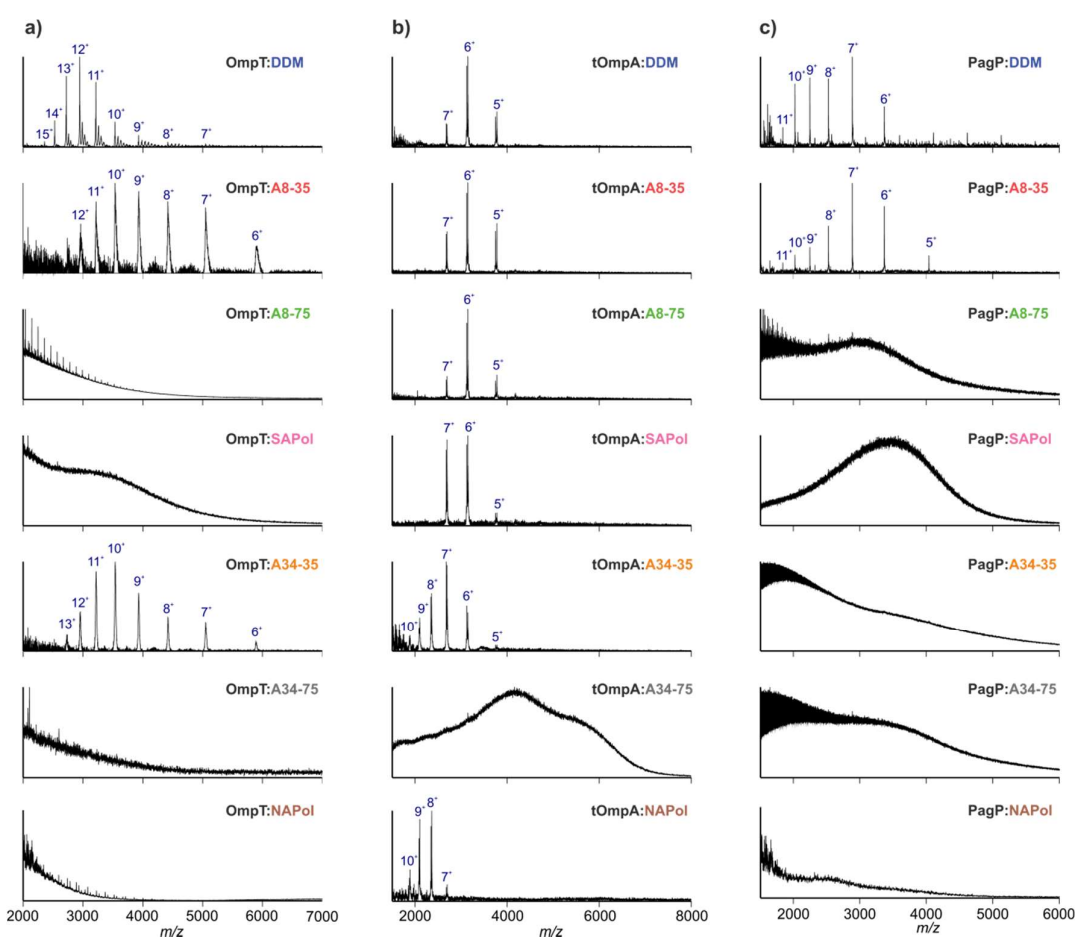 a)
OmpT:DDM
15⁺ 14⁺ 13⁺ 12⁺ 11⁺ 10⁺ 9⁺ 8⁺ 7⁺
OmpT:A8-35
12⁺ 11⁺ 10⁺ 9⁺ 8⁺ 7⁺ 6⁺
OmpT:A8-75
OmpT:SAPol
OmpT:A34-35
13⁺ 12⁺ 11⁺ 10⁺ 9⁺ 8⁺ 7⁺ 6⁺
OmpT:A34-75
OmpT:NAPol
2000 3000 4000 5000 6000 7000
m/z
b)
tOmpA:DDM
7⁺ 6⁺ 5⁺
tOmpA:A8-35
7⁺ 6⁺ 5⁺
tOmpA:A8-75
7⁺ 6⁺ 5⁺
tOmpA:SAPol
7⁺ 6⁺ 5⁺
tOmpA:A34-35
10⁺ 9⁺ 8⁺ 7⁺ 6⁺ 5⁺
tOmpA:A34-75
tOmpA:NAPol
10⁺ 9⁺ 8⁺ 7⁺
2000 4000 6000 8000
m/z
c)
PagP:DDM
11⁺ 10⁺ 9⁺ 8⁺ 7⁺ 6⁺
PagP:A8-35
11⁺ 10⁺ 9⁺ 8⁺ 7⁺ 6⁺ 5⁺
PagP:A8-75
PagP:SAPol
PagP:A34-35
PagP:A34-75
PagP:NAPol
2000 3000 4000 5000 6000
m/z